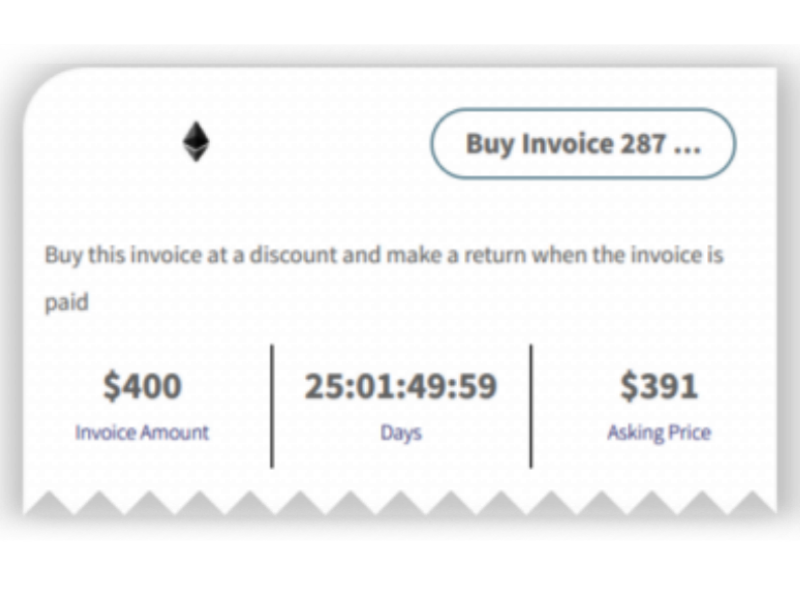 Buy Invoice 287 ...
Buy this invoice at a discount and make a return when the invoice is
paid
$400
25:01:49:59
$391
Invoice Amount
Days
Asking Price